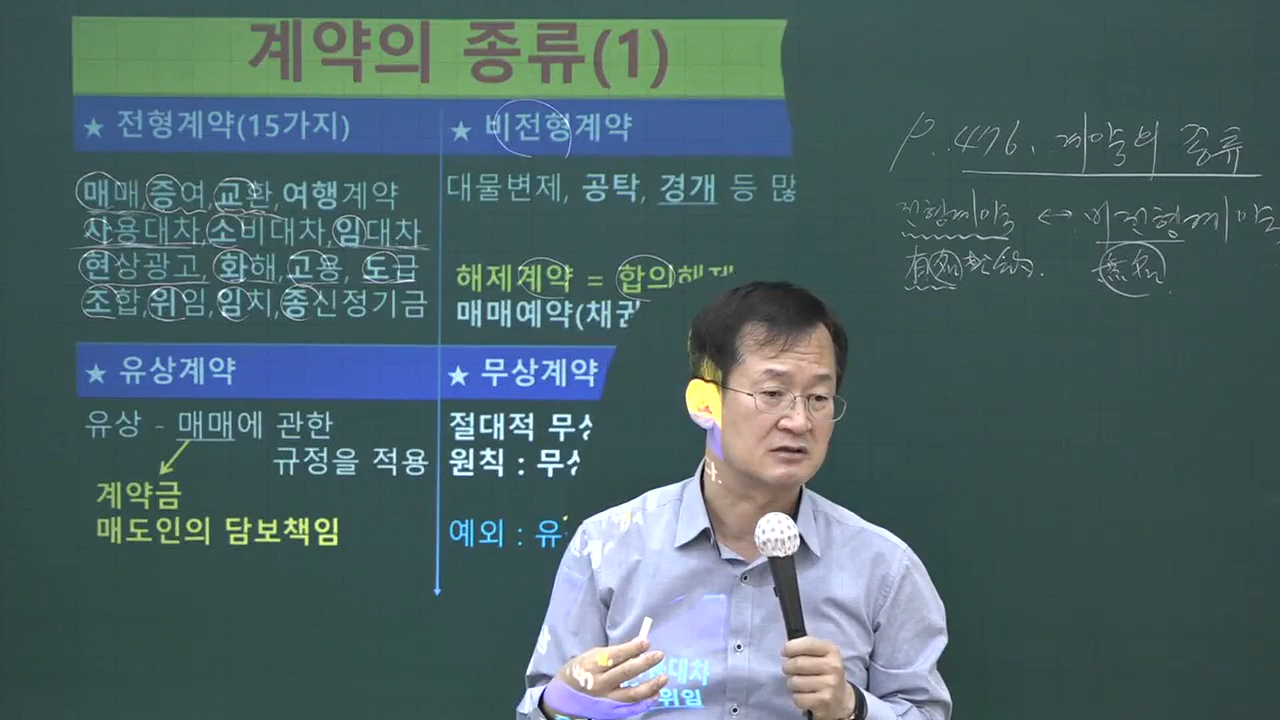 계약의 종류(1)
★ 전형계약(15가지)
★ 비전형계약
매매,증여,교환,여행계약
사용대차,소비대차,임대차
현상광고, 화해, 고용, 도급
조합,위임,임치,종신정기금
대물변제, 공탁, 경개 등 많
해제계약 = 합의해제
매매예약(채권
★ 유상계약
★ 무상계약
유상 - 매매에 관한
규정을 적용
계약금
매도인의 담보책임
절대적 무상
원칙 : 무상
예외 : 유
대차
위임
P. 476. 계약의 종류
전형계약 ↔ 비전형계약
有名 無名